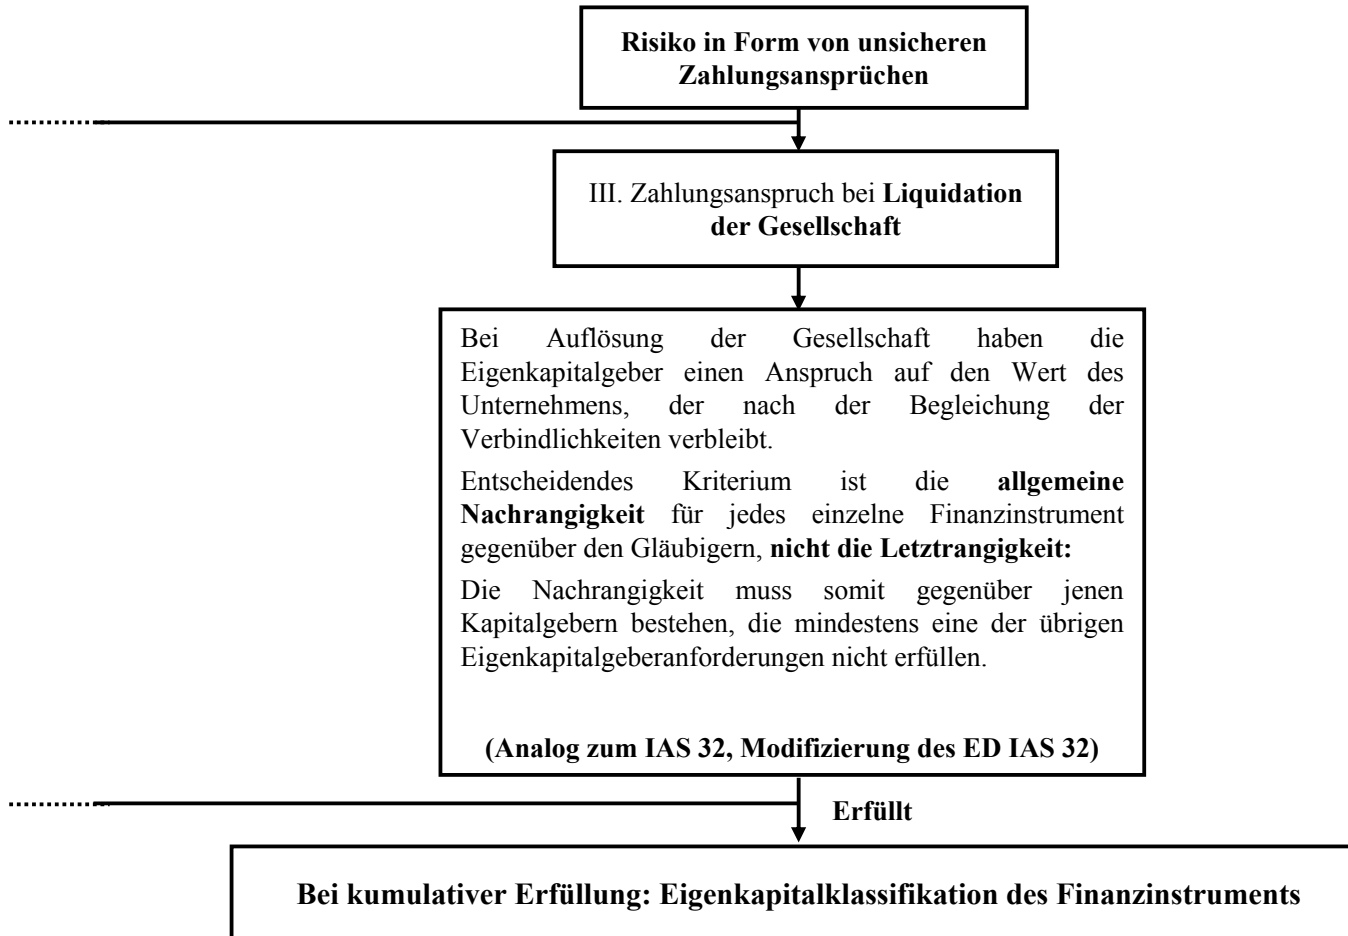 Risiko in Form von unsicheren
Zahlungsansprüchen
III. Zahlungsanspruch bei Liquidation
der Gesellschaft
Bei Auflösung der Gesellschaft haben die
Eigenkapitalgeber einen Anspruch auf den Wert des
Unternehmens, der nach der Begleichung der
Verbindlichkeiten verbleibt.
Entscheidendes Kriterium ist die allgemeine
Nachrangigkeit für jedes einzelne Finanzinstrument
gegenüber den Gläubigern, nicht die Letztrangigkeit:
Die Nachrangigkeit muss somit gegenüber jenen
Kapitalgebern bestehen, die mindestens eine der übrigen
Eigenkapitalgeberanforderungen nicht erfüllen.
(Analog zum IAS 32, Modifizierung des ED IAS 32)
Erfüllt
Bei kumulativer Erfüllung: Eigenkapitalklassifikation des Finanzinstruments